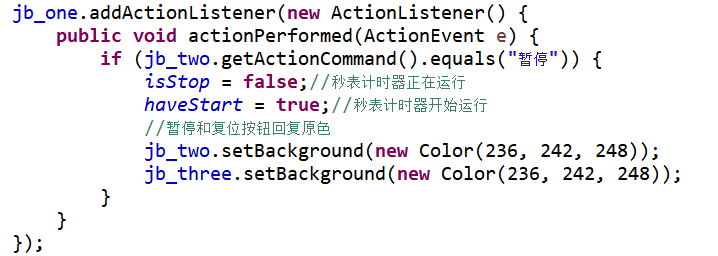 jb_one.addActionListener(new ActionListener() {
    public void actionPerformed(ActionEvent e) {
        if (jb_two.getActionCommand().equals("暂停")) {
            isStop = false;//秒表计时器正在运行
            haveStart = true;//秒表计时器开始运行
            //暂停和复位按钮回复原色
            jb_two.setBackground(new Color(236, 242, 248));
            jb_three.setBackground(new Color(236, 242, 248));
        }
    }
});